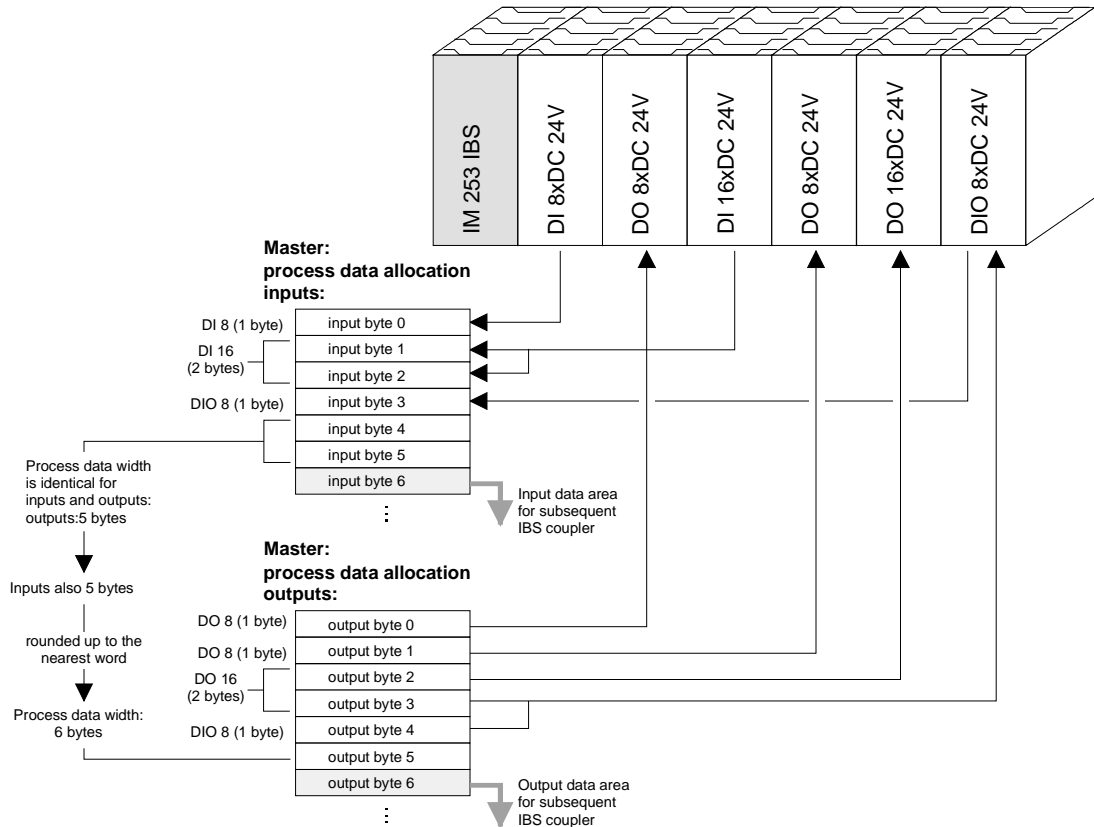 IM 253 IBS
DI 8xDC 24V
DO 8xDC 24V
DI 16xDC 24V
DO 8xDC 24V
DO 16xDC 24V
DIO 8xDC 24V
Master:
process data allocation
inputs:
DI 8 (1 byte)
input byte 0
DI 16
(2 bytes)
input byte 1
input byte 2
DIO 8 (1 byte)
input byte 3
input byte 4
input byte 5
input byte 6
Input data area
for subsequent
IBS coupler
Process data width
is identical for
inputs and outputs:
outputs:5 bytes
Inputs also 5 bytes
rounded up to the
nearest word
Process data width:
6 bytes
Master:
process data allocation
outputs:
DO 8 (1 byte)
output byte 0
DO 8 (1 byte)
output byte 1
DO 16
(2 bytes)
output byte 2
output byte 3
DIO 8 (1 byte)
output byte 4
output byte 5
output byte 6
Output data area
for subsequent
IBS coupler